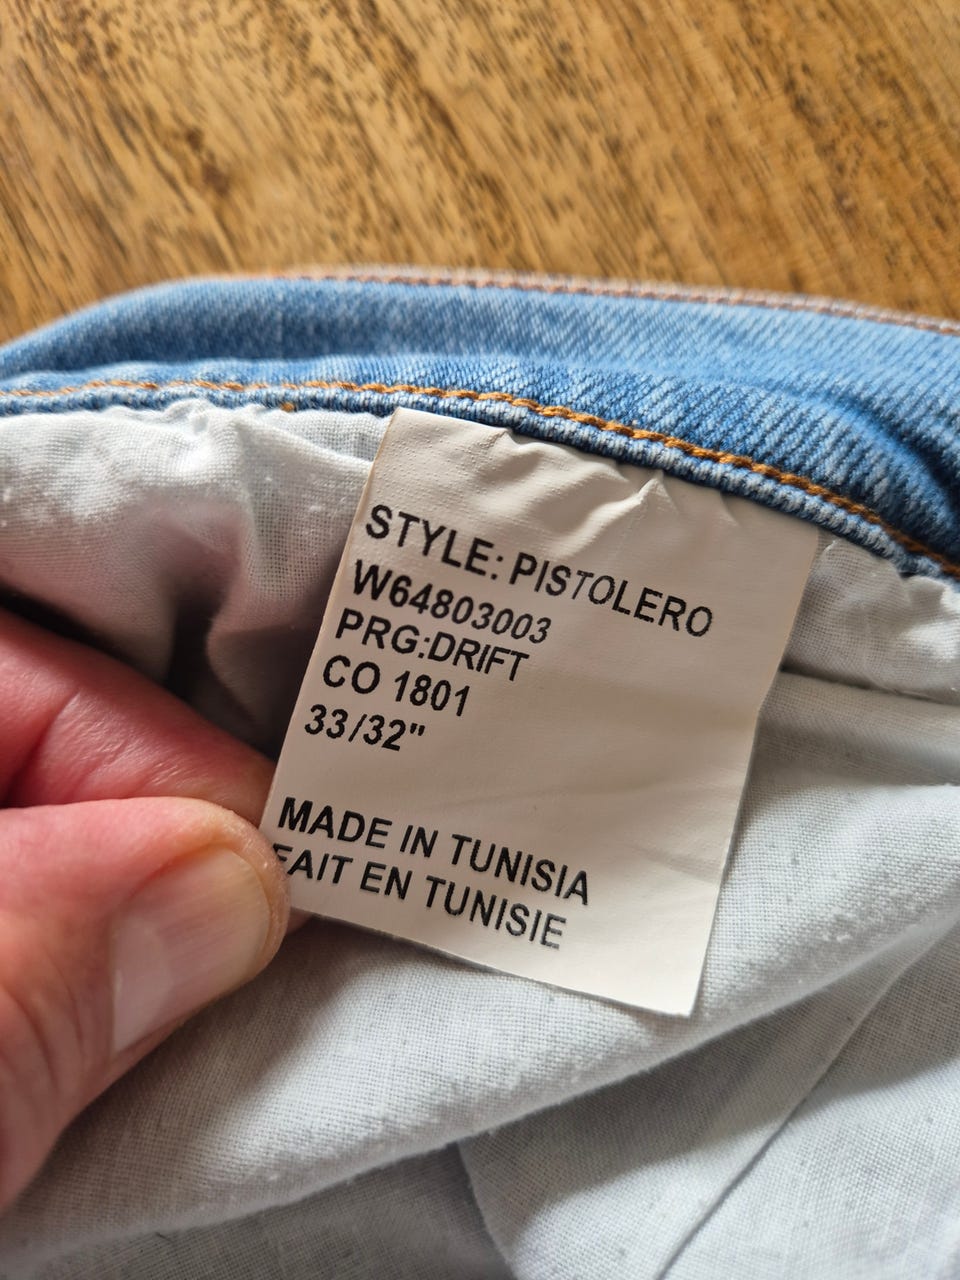 STYLE: PISTOLERO
W64803003
PRG:DRIFT
CO 1801
33/32"
MADE IN TUNISIA
FAIT EN TUNISIE